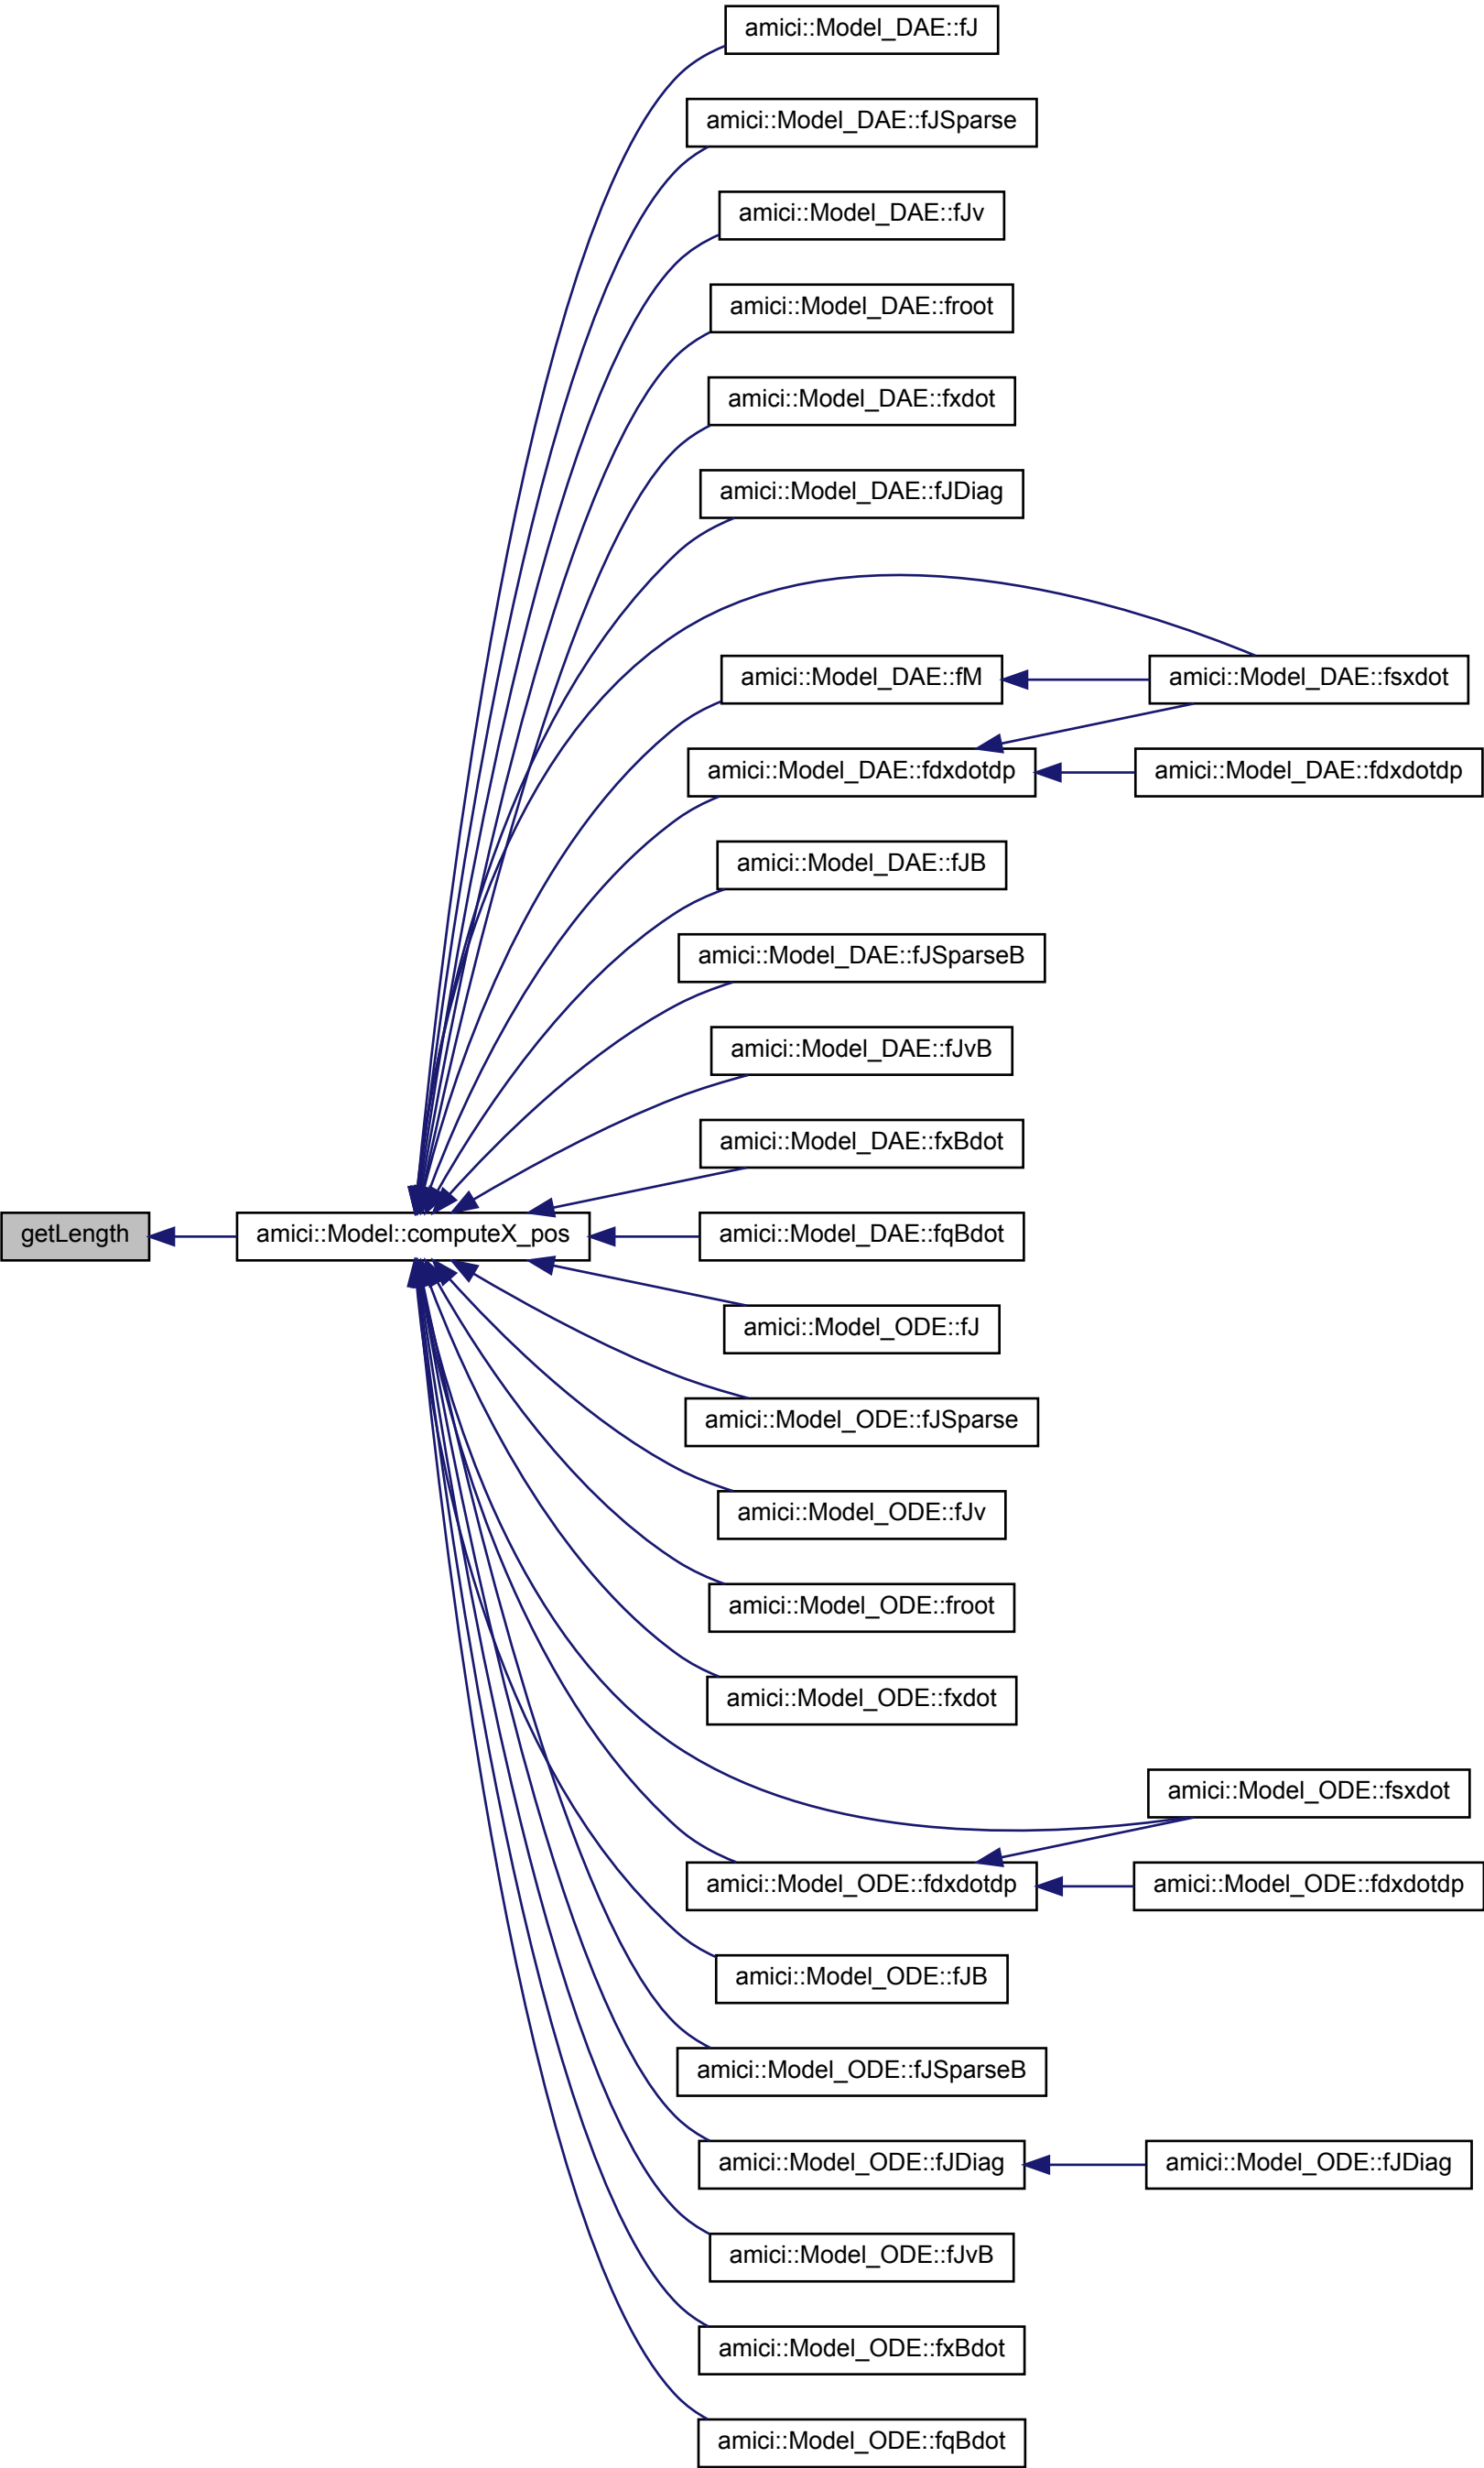 amici::Model_DAE::fJ
amici::Model_DAE::fJSparse
amici::Model_DAE::fJv
amici::Model_DAE::froot
amici::Model_DAE::fxdot
amici::Model_DAE::fJDiag
amici::Model_DAE::fM
amici::Model_DAE::fsxdot
amici::Model_DAE::fdxdotdp
amici::Model_DAE::fdxdotdp
amici::Model_DAE::fJB
amici::Model_DAE::fJSparseB
amici::Model_DAE::fJvB
amici::Model_DAE::fxBdot
getLength
amici::Model::computeX_pos
amici::Model_DAE::fqBdot
amici::Model_ODE::fJ
amici::Model_ODE::fJSparse
amici::Model_ODE::fJv
amici::Model_ODE::froot
amici::Model_ODE::fxdot
amici::Model_ODE::fsxdot
amici::Model_ODE::fdxdotdp
amici::Model_ODE::fdxdotdp
amici::Model_ODE::fJB
amici::Model_ODE::fJSparseB
amici::Model_ODE::fJDiag
amici::Model_ODE::fJDiag
amici::Model_ODE::fJvB
amici::Model_ODE::fxBdot
amici::Model_ODE::fqBdot